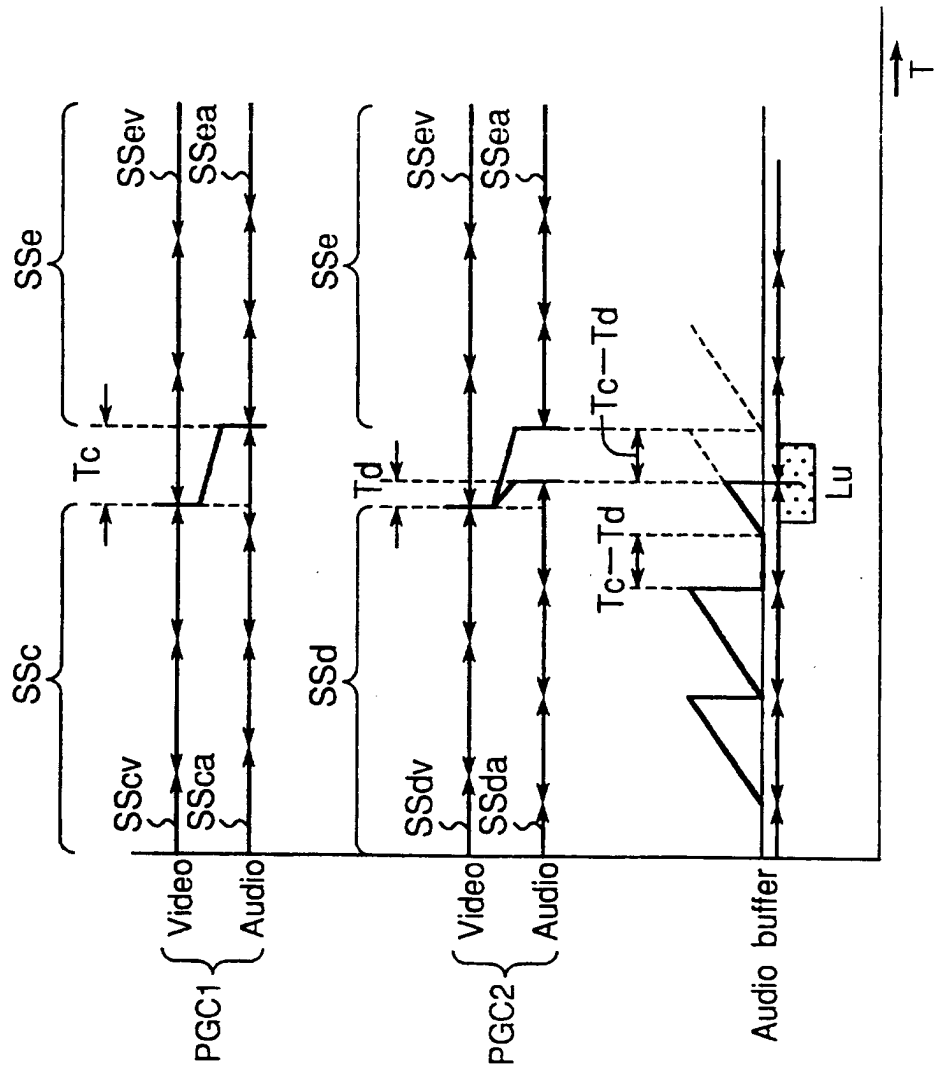 SSc
SSe
Tc
SScv
SSev
Video
SSca
SSea
Audio
PGC1
SSd
SSe
Td
SSdv
SSev
Video
SSda
SSea
Audio
PGC2
Tc—Td
Tc—Td
Audio buffer
Lu
T